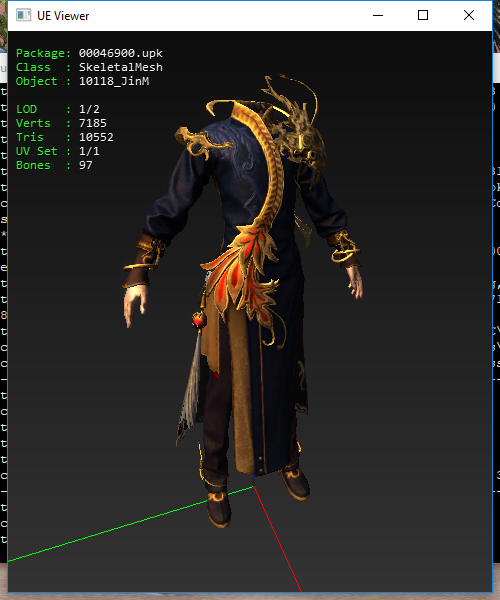 UE Viewer
Package: 00046900.upk
Class : SkeletalMesh
Object : 10118_JinM
LOD : 1/2
Verts : 7185
Tris : 10552
UV Set : 1/1
Bones : 97